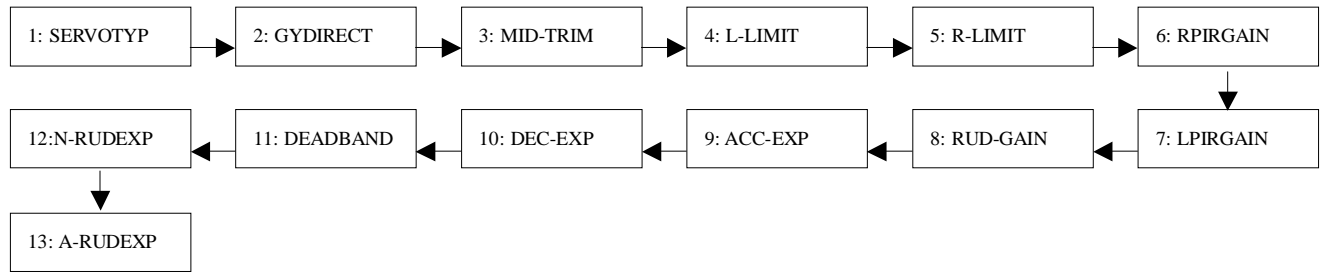 1: SERVOTYP
2: GYDIRECT
3: MID-TRIM
4: L-LIMIT
5: R-LIMIT
6: RPIRGAIN
7: LPIRGAIN
8: RUD-GAIN
9: ACC-EXP
10: DEC-EXP
11: DEADBAND
12:N-RUDEXP
13: A-RUDEXP